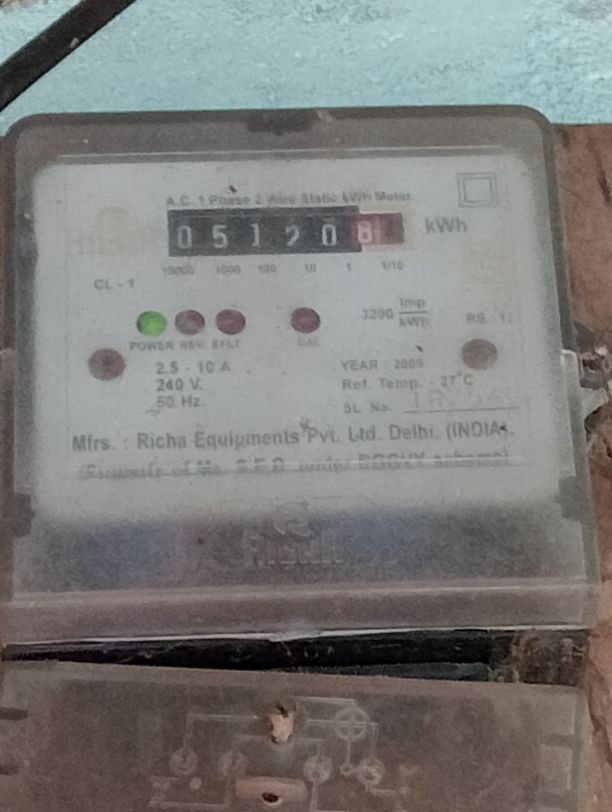 A.C. 1 Phase 2 Wire Static kWh Meter
0 5 1 2 0 8 kWh
10000 1000 100 10 1 1/10
CL - 1
POWER REV. E/FLT CAL
3200 Imp/kWh
2.5 - 10 A
240 V.
50 Hz.
YEAR : 2009
Ref. Temp. - 27°C
SL No.
Mfrs. : Richa Equipments Pvt. Ltd. Delhi. (INDIA).